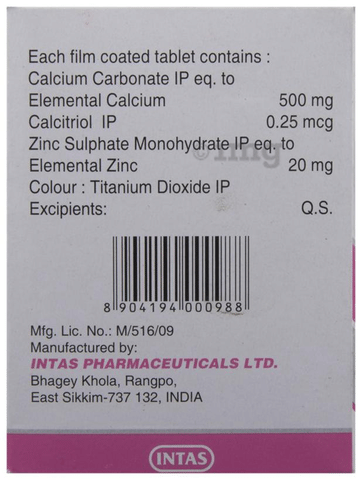 Each film coated tablet contains :
Calcium Carbonate IP eq. to
Elemental Calcium 500 mg
Calcitriol IP 0.25 mcg
Zinc Sulphate Monohydrate IP eq. to
Elemental Zinc 20 mg
Colour : Titanium Dioxide IP
Excipients: Q.S.
8 904194 000988
Mfg. Lic. No.: M/516/09
Manufactured by:
INTAS PHARMACEUTICALS LTD.
Bhagey Khola, Rangpo,
East Sikkim-737 132, INDIA
INTAS